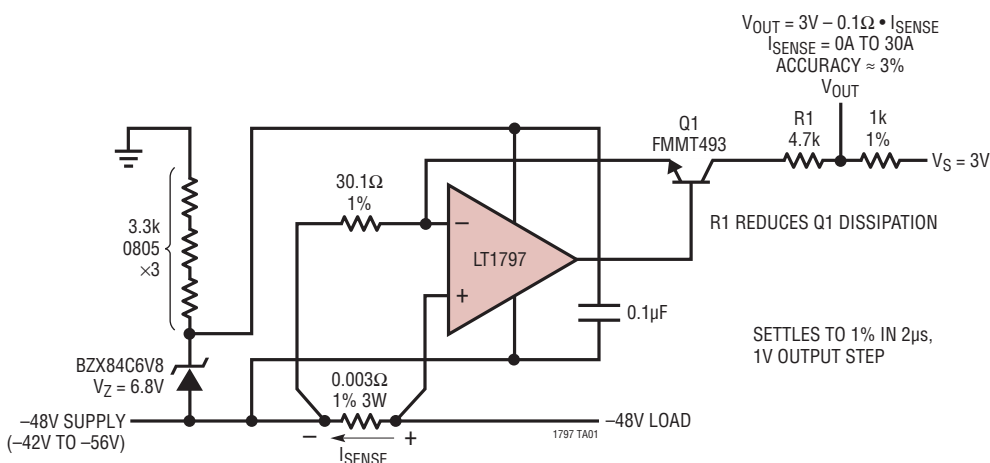 V_OUT = 3V – 0.1Ω • I_SENSE
I_SENSE = 0A TO 30A
ACCURACY ≈ 3%
V_OUT
Q1
FMMT493
R1
4.7k
1k
1%
V_S = 3V
30.1Ω
1%
R1 REDUCES Q1 DISSIPATION
3.3k
0805
×3
–
LT1797
+
0.1µF
SETTLES TO 1% IN 2µs,
1V OUTPUT STEP
BZX84C6V8
V_Z = 6.8V
0.003Ω
1% 3W
–48V SUPPLY
(–42V TO –56V)
–48V LOAD
– +
1797 TA01
I_SENSE